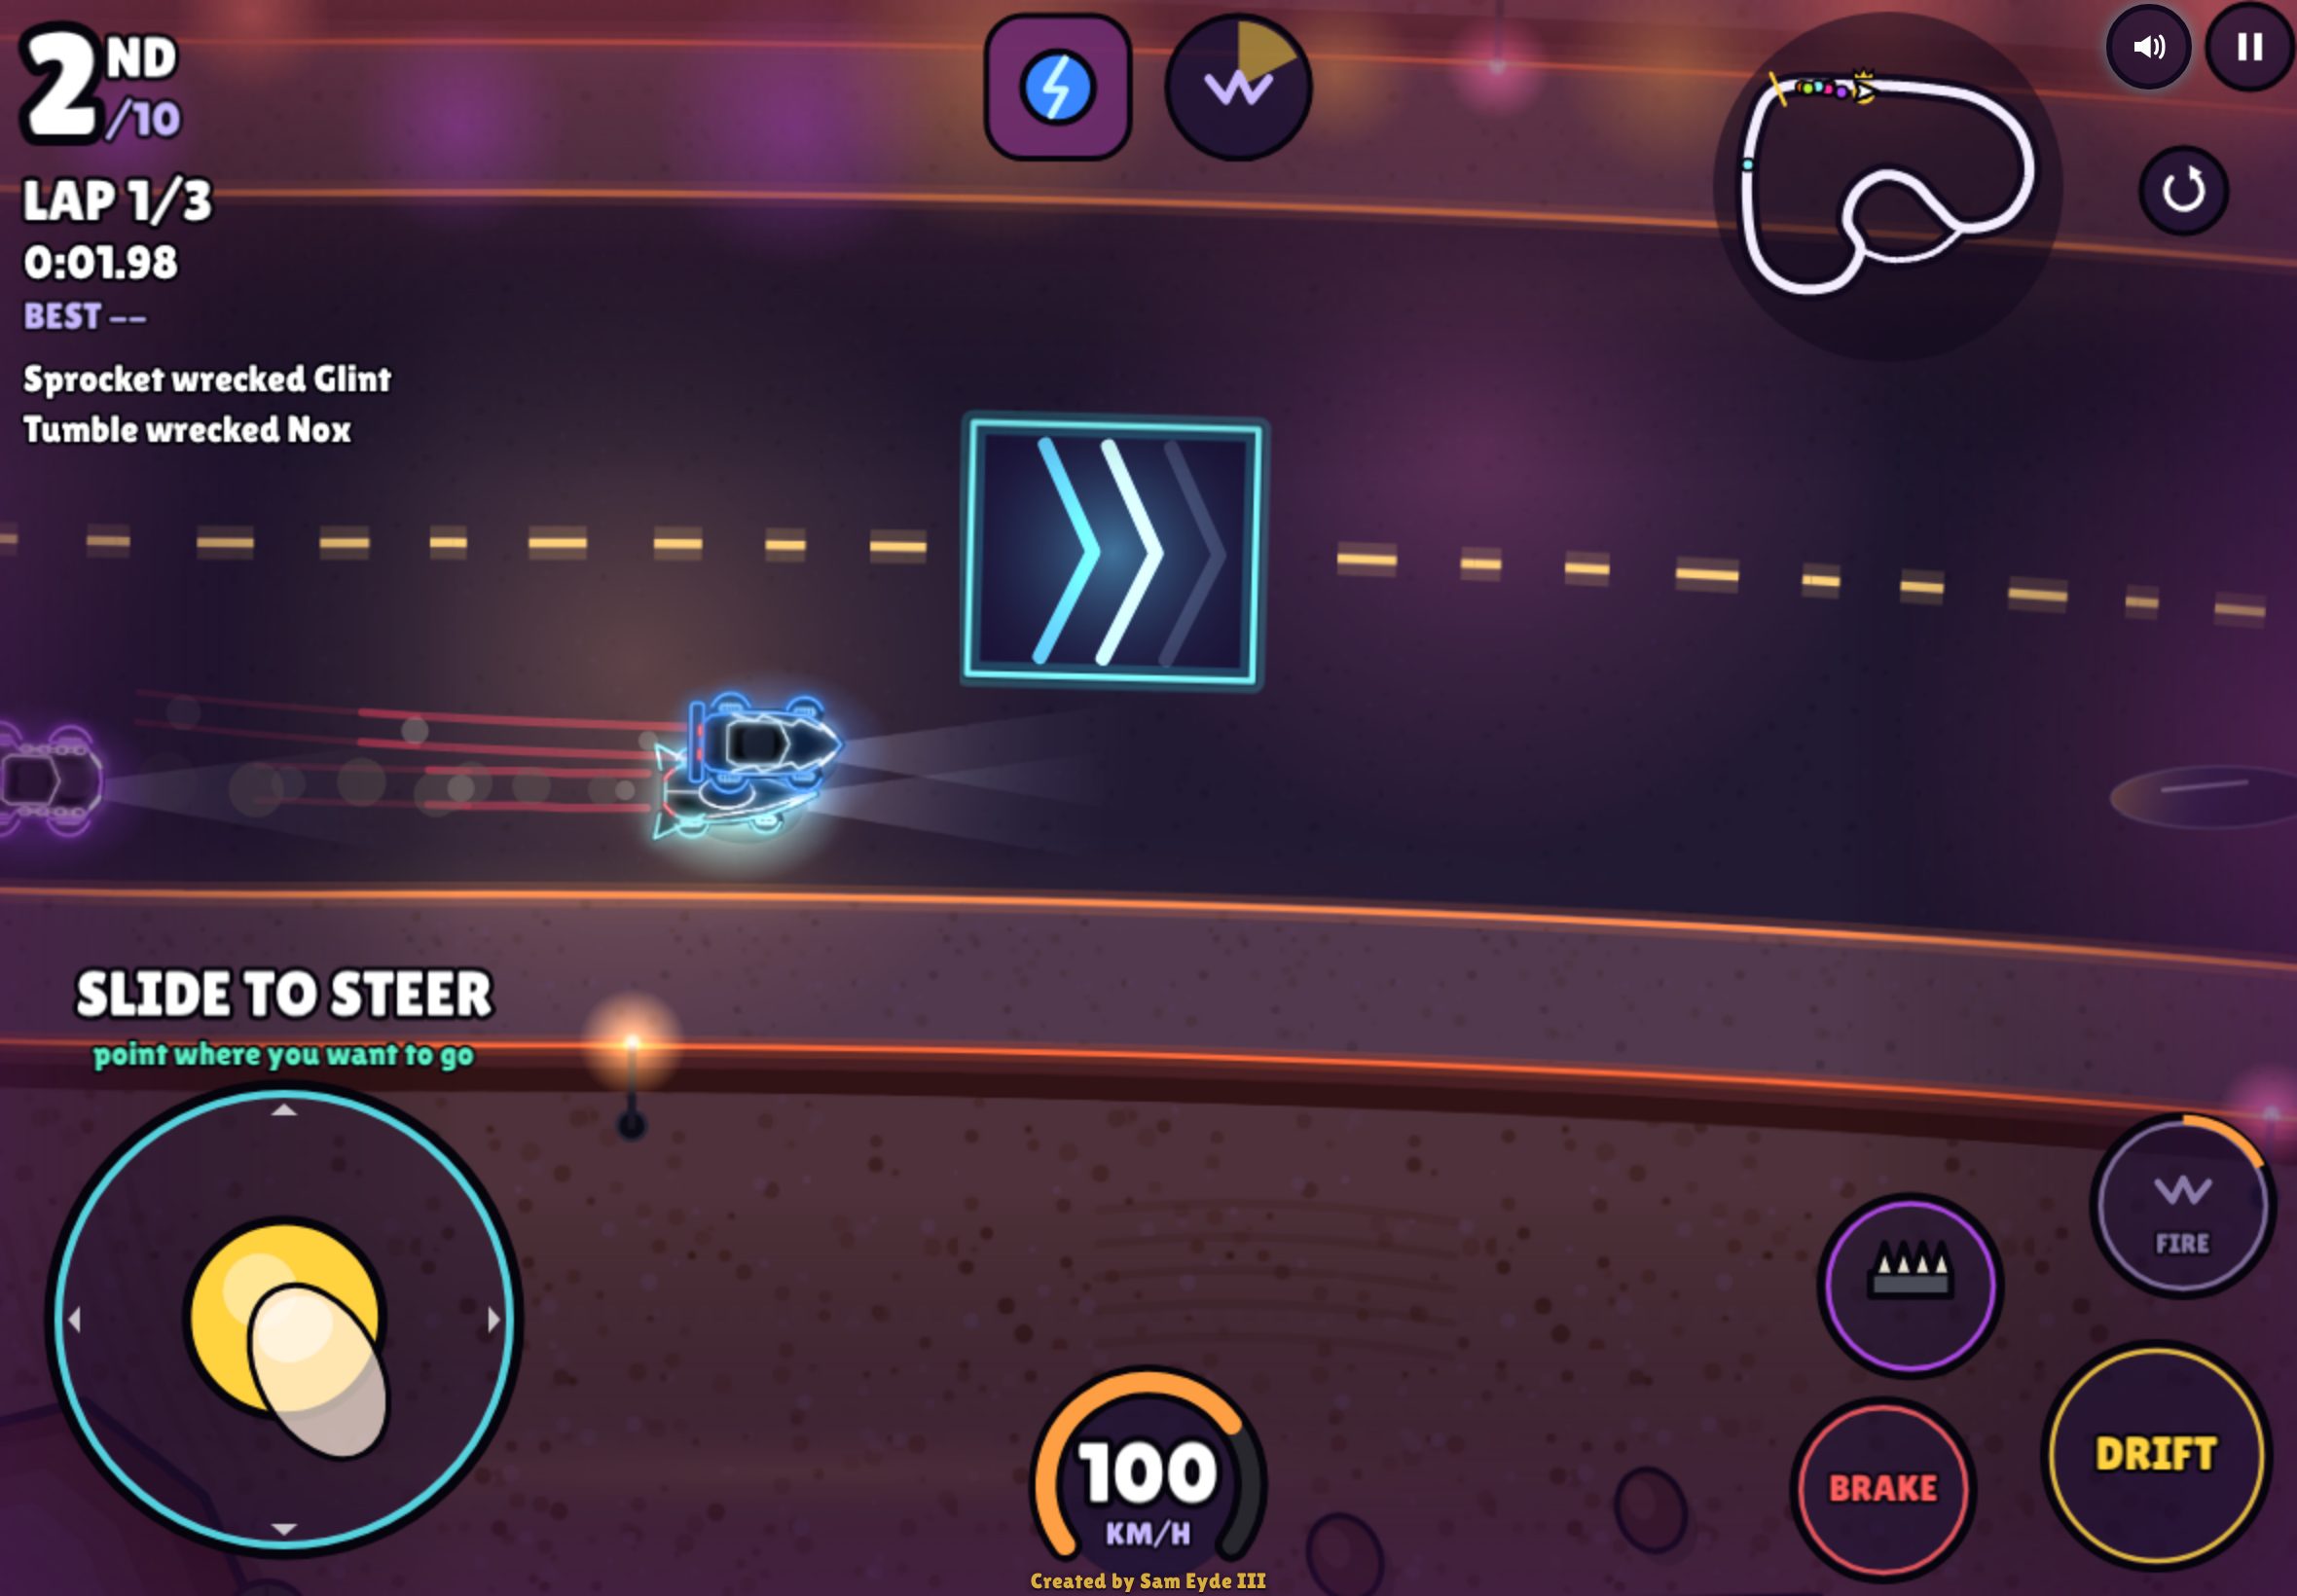 2ND
/10
LAP 1/3
0:01.98
BEST --
Sprocket wrecked Glint
Tumble wrecked Nox
SLIDE TO STEER
point where you want to go
FIRE
BRAKE
DRIFT
100
KM/H
Created by Sam Eyde III